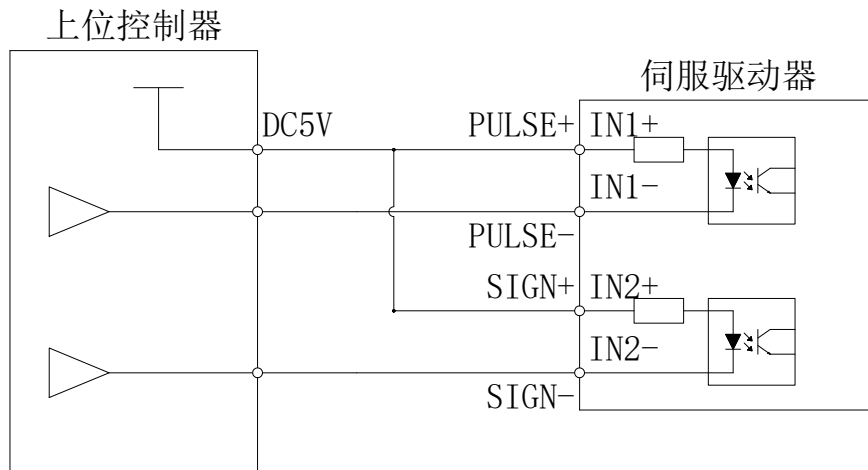 上位控制器
伺服驱动器
DC5V
PULSE+ IN1+
IN1-
PULSE-
SIGN+ IN2+
IN2-
SIGN-